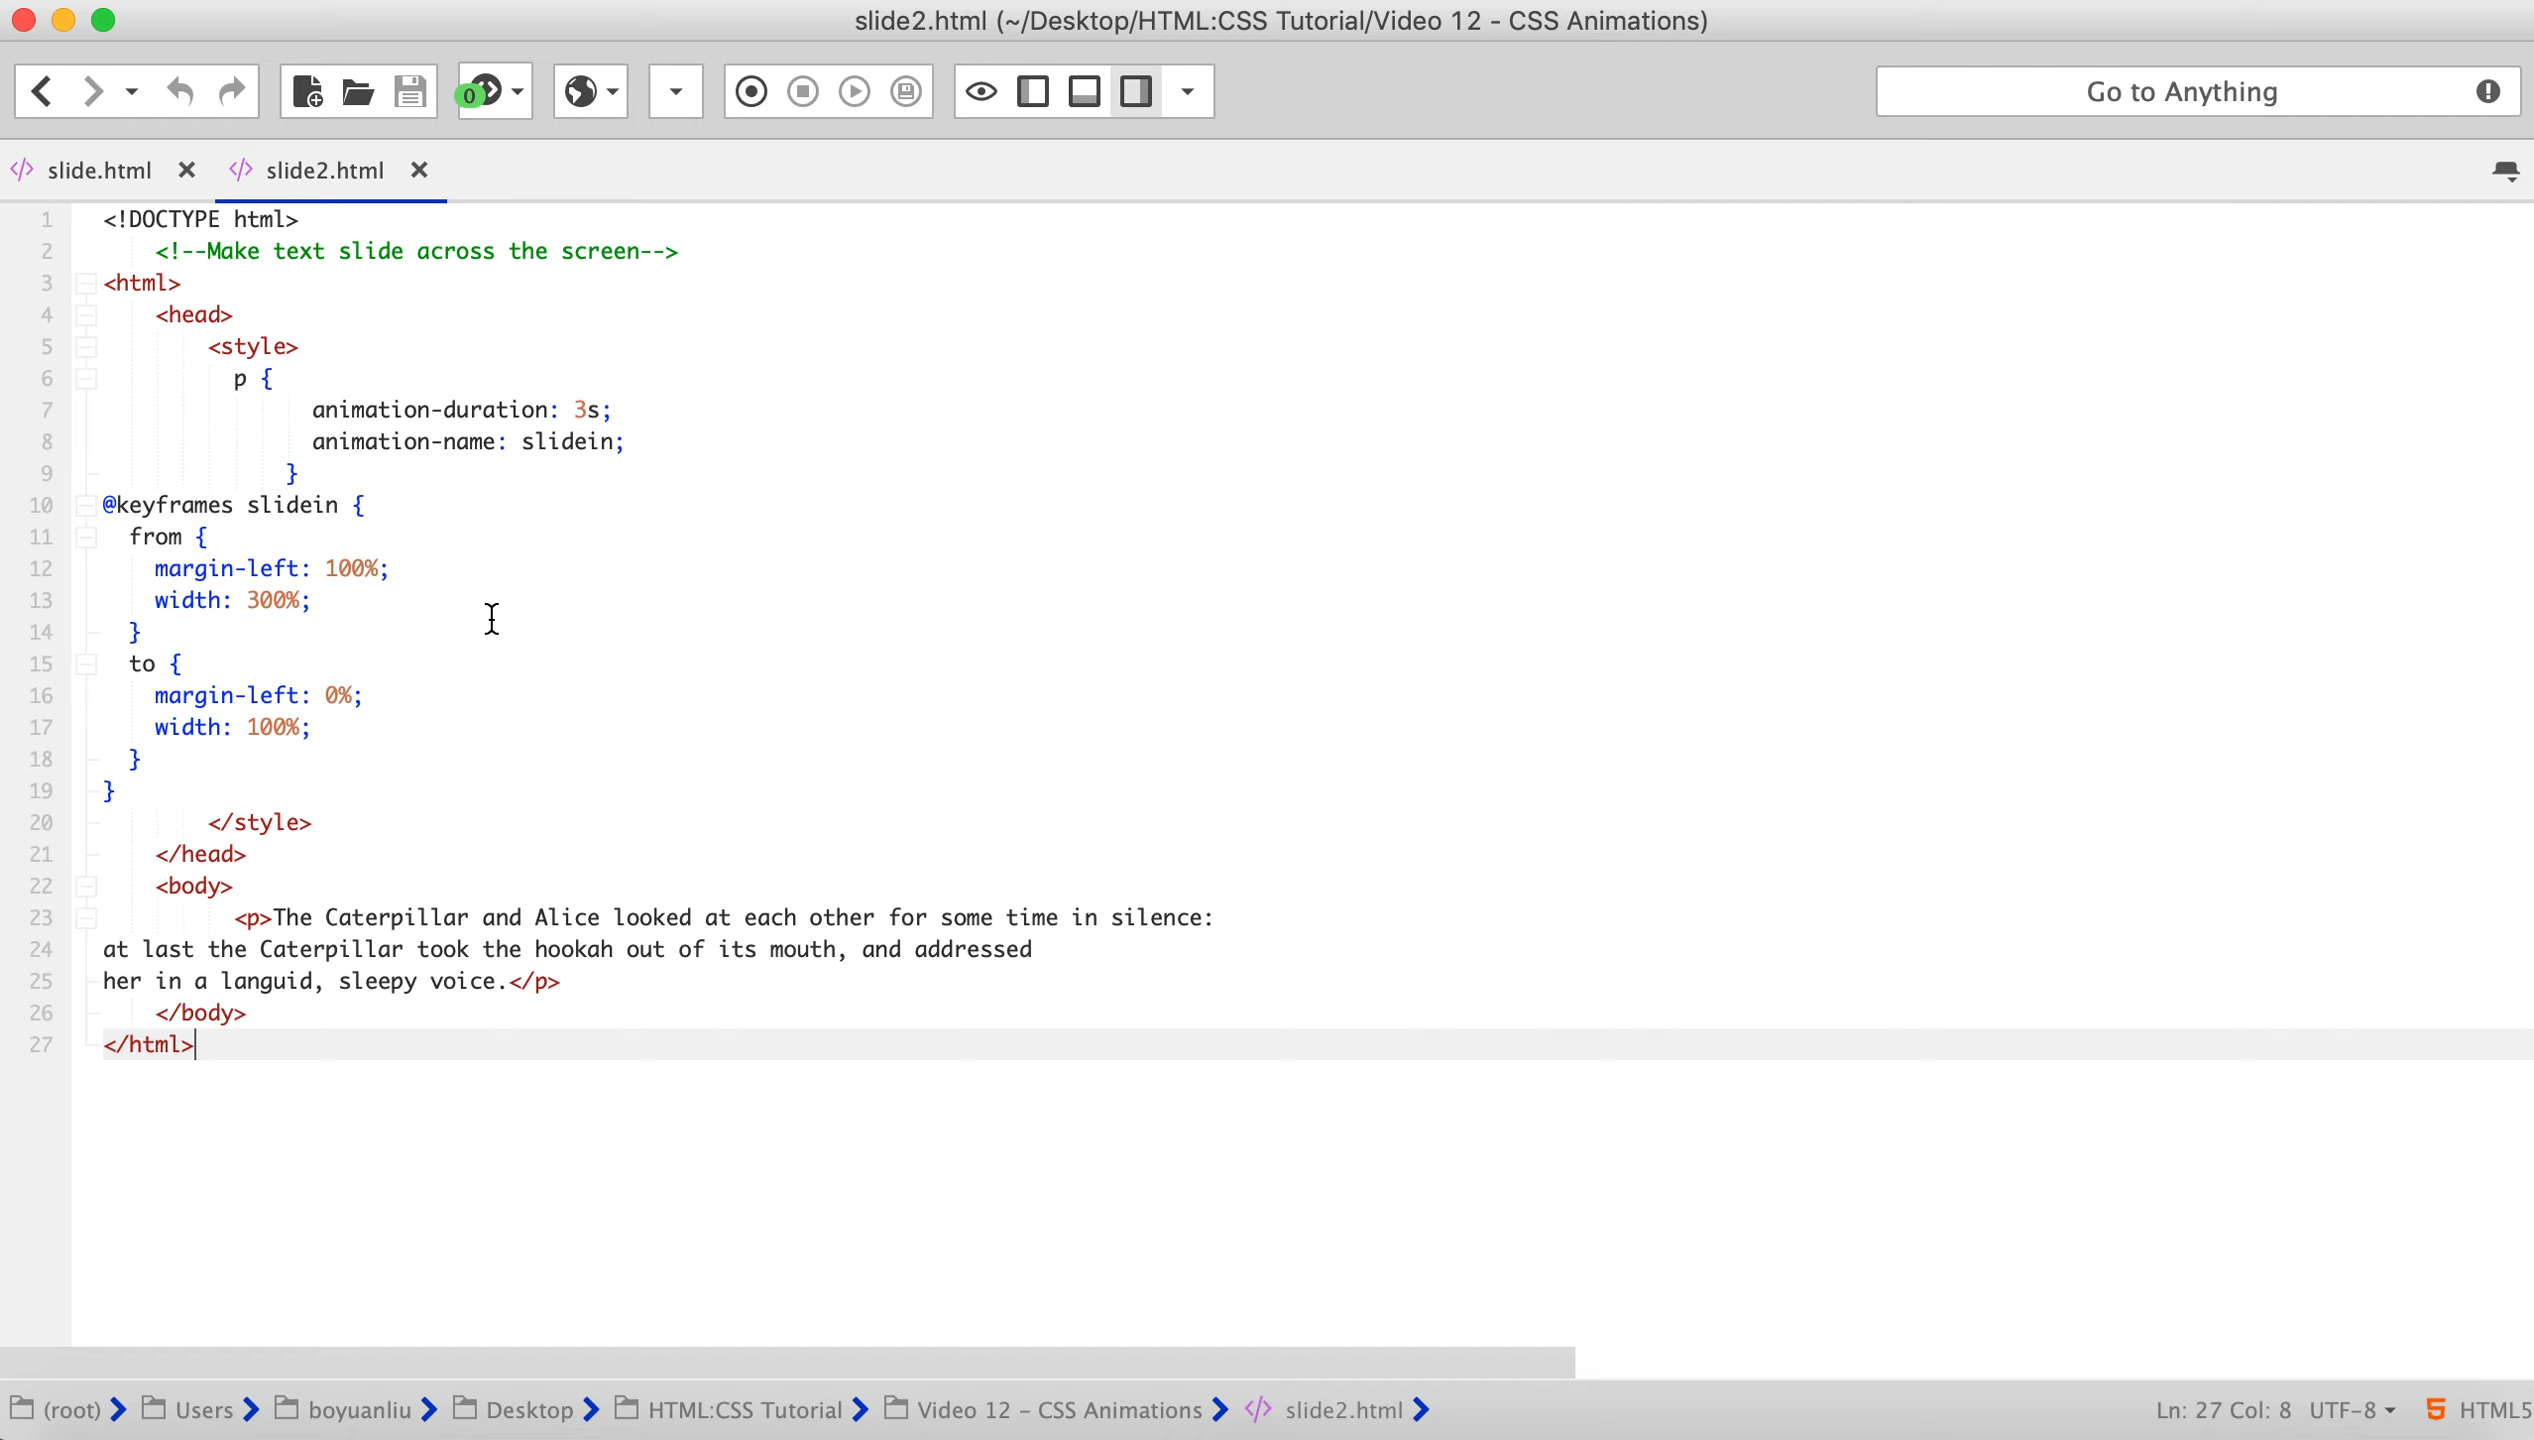 slide2.html (~/Desktop/HTML:CSS Tutorial/Video 12 - CSS Animations)
0
Go to Anything
slide.html
slide2.html
1 <!DOCTYPE html>
2 <!--Make text slide across the screen-->
3 <html>
4 <head>
5 <style>
6 p {
7 animation-duration: 3s;
8 animation-name: slidein;
9 }
10 @keyframes slidein {
11 from {
12 margin-left: 100%;
13 width: 300%;
14 }
15 to {
16 margin-left: 0%;
17 width: 100%;
18 }
19 }
20 </style>
21 </head>
22 <body>
23 <p>The Caterpillar and Alice looked at each other for some time in silence:
24 at last the Caterpillar took the hookah out of its mouth, and addressed
25 her in a languid, sleepy voice.</p>
26 </body>
27 </html>
(root) Users boyuanliu Desktop HTML:CSS Tutorial Video 12 - CSS Animations slide2.html Ln: 27 Col: 8 UTF-8 HTML5